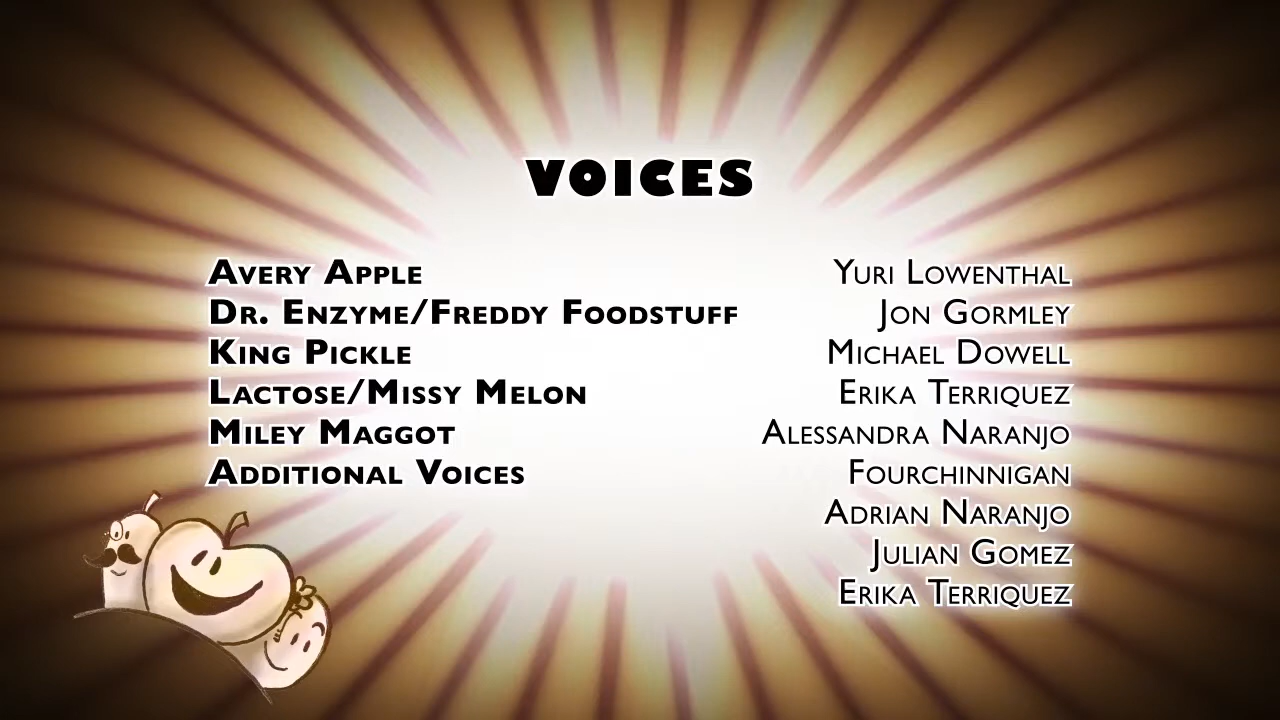 VOICES
Avery Apple Yuri Lowenthal
Dr. Enzyme/Freddy Foodstuff Jon Gormley
King Pickle Michael Dowell
Lactose/Missy Melon Erika Terriquez
Miley Maggot Alessandra Naranjo
Additional Voices Fourchinnigan
Adrian Naranjo
Julian Gomez
Erika Terriquez